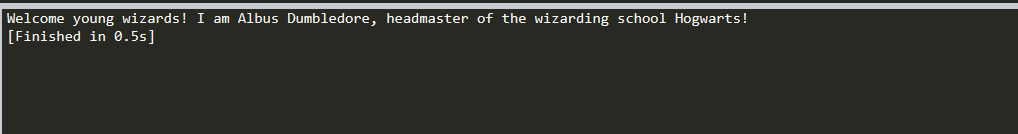 Welcome young wizards! I am Albus Dumbledore, headmaster of the wizarding school Hogwarts!
[Finished in 0.5s]